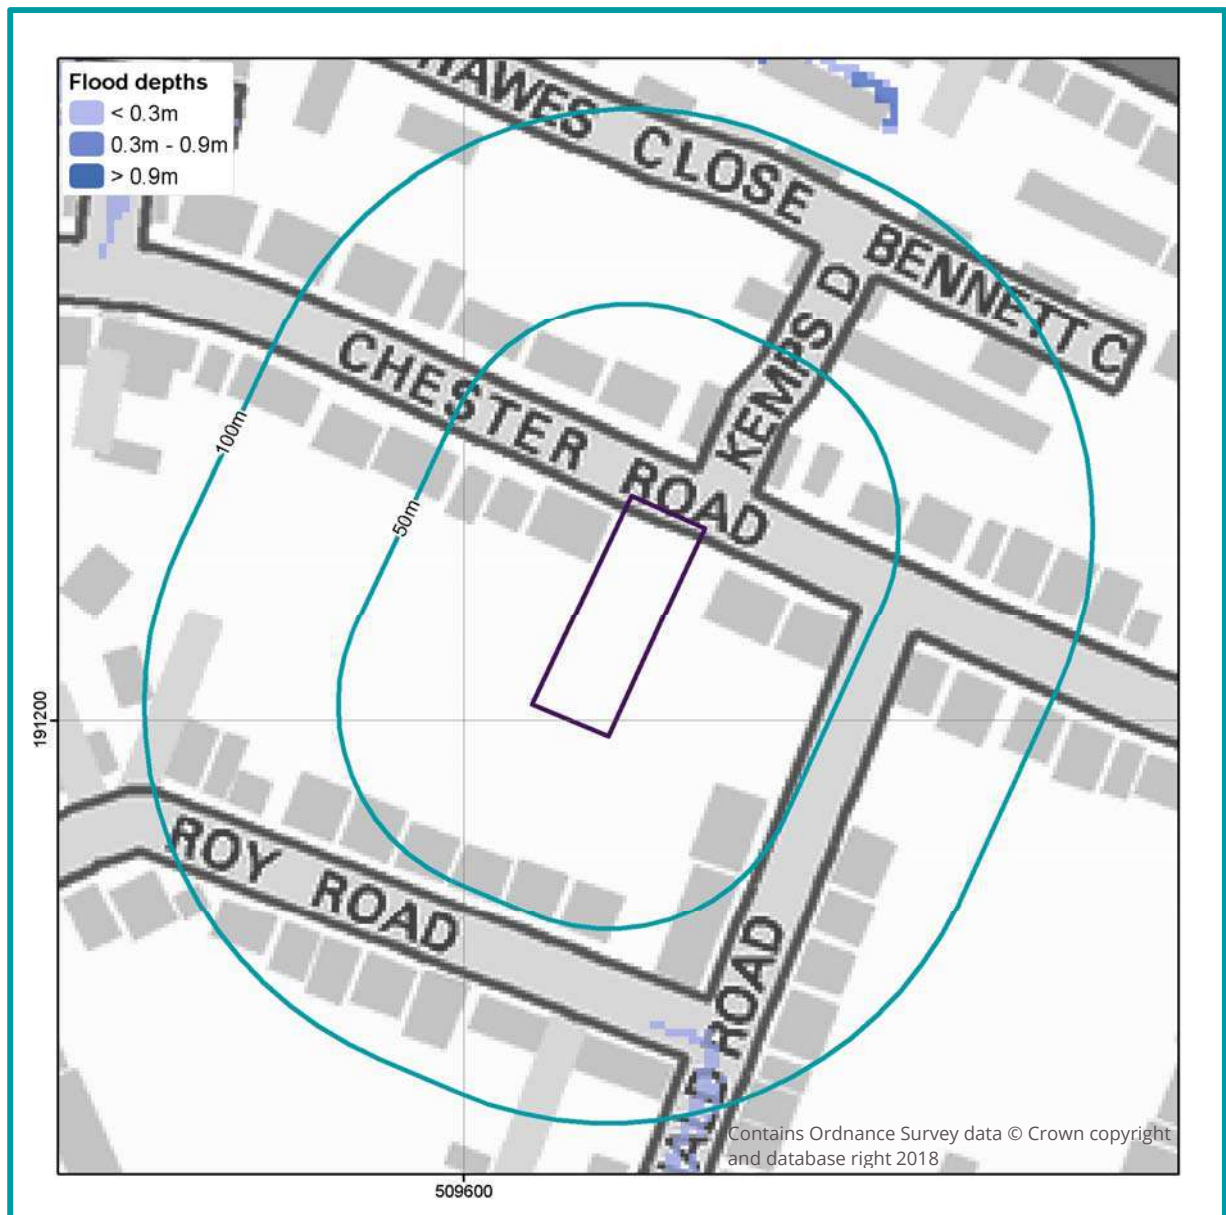 Flood depths
< 0.3m
0.3m - 0.9m
> 0.9m
HAWES CLOSE
BENNETT C
KEMPS D
CHESTER ROAD
100m
50m
191200
ROY ROAD
ROAD
Contains Ordnance Survey data © Crown copyright
and database right 2018
509600